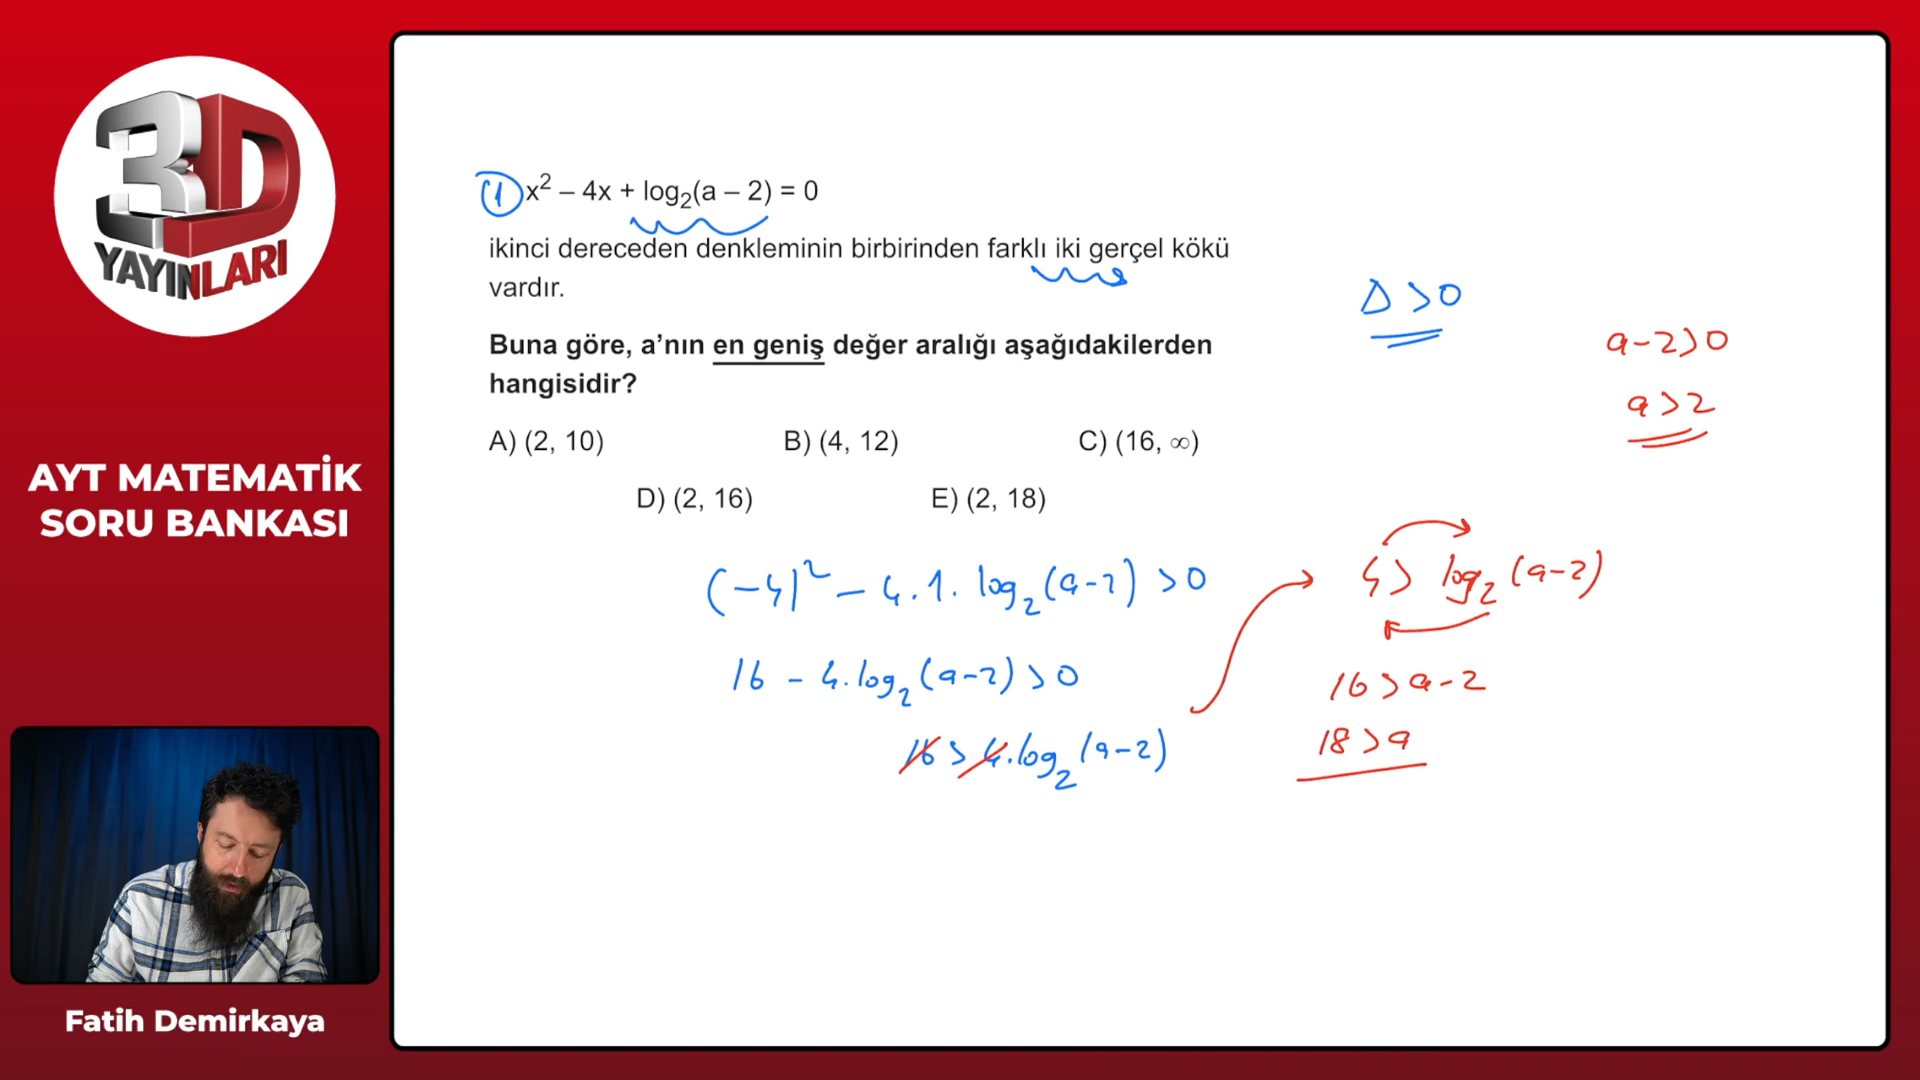 3D
YAYINLARI
AYT MATEMATİK
SORU BANKASI
Fatih Demirkaya
(1) x² – 4x + log₂(a – 2) = 0
ikinci dereceden denkleminin birbirinden farklı iki gerçel kökü
vardır.
Buna göre, a’nın en geniş değer aralığı aşağıdakilerden
hangisidir?
A) (2, 10) B) (4, 12) C) (16, ∞)
D) (2, 16) E) (2, 18)
Δ > 0
a-2>0
a>2
(-4)² - 4.1. log₂(a-2) > 0
16 - 4.log₂(a-2) > 0
16 > 4.log₂(a-2)
4 > log₂(a-2)
16 > a-2
18 > a